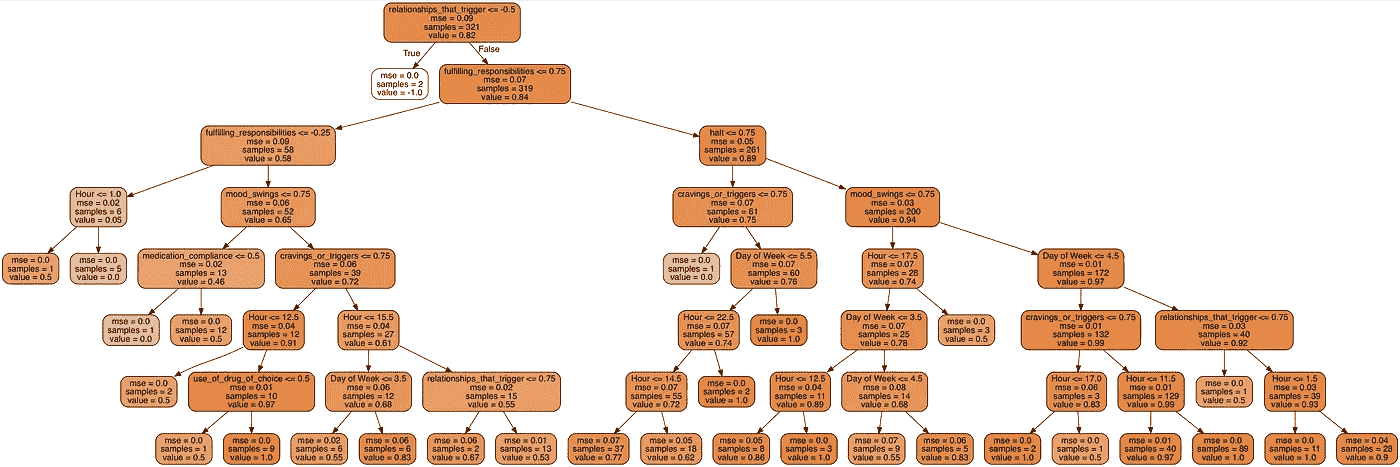 relationships_that_trigger <= -0.5
mse = 0.09
samples = 321
value = 0.82
True
False
mse = 0.0
samples = 2
value = -1.0
fulfilling_responsibilities <= 0.75
mse = 0.07
samples = 319
value = 0.84
fulfilling_responsibilities <= -0.25
mse = 0.09
samples = 58
value = 0.58
halt <= 0.75
mse = 0.05
samples = 261
value = 0.89
Hour <= 1.0
mse = 0.02
samples = 6
value = 0.05
mood_swings <= 0.75
mse = 0.06
samples = 52
value = 0.65
cravings_or_triggers <= 0.75
mse = 0.07
samples = 61
value = 0.75
mood_swings <= 0.75
mse = 0.03
samples = 200
value = 0.94
mse = 0.0
samples = 1
value = 0.5
mse = 0.0
samples = 5
value = 0.0
medication_compliance <= 0.5
mse = 0.02
samples = 13
value = 0.46
cravings_or_triggers <= 0.75
mse = 0.06
samples = 39
value = 0.72
mse = 0.0
samples = 1
value = 0.0
Day of Week <= 5.5
mse = 0.07
samples = 60
value = 0.76
Hour <= 17.5
mse = 0.07
samples = 28
value = 0.74
Day of Week <= 4.5
mse = 0.01
samples = 172
value = 0.97
mse = 0.0
samples = 1
value = 0.0
mse = 0.0
samples = 12
value = 0.5
Hour <= 12.5
mse = 0.04
samples = 12
value = 0.91
Hour <= 15.5
mse = 0.04
samples = 27
value = 0.61
Hour <= 22.5
mse = 0.07
samples = 57
value = 0.74
mse = 0.0
samples = 3
value = 1.0
Day of Week <= 3.5
mse = 0.07
samples = 25
value = 0.78
mse = 0.0
samples = 3
value = 0.5
cravings_or_triggers <= 0.75
mse = 0.01
samples = 132
value = 0.99
relationships_that_trigger <= 0.75
mse = 0.03
samples = 40
value = 0.92
mse = 0.0
samples = 2
value = 0.5
use_of_drug_of_choice <= 0.5
mse = 0.01
samples = 10
value = 0.97
Day of Week <= 3.5
mse = 0.06
samples = 12
value = 0.68
relationships_that_trigger <= 0.75
mse = 0.02
samples = 15
value = 0.55
Hour <= 14.5
mse = 0.07
samples = 55
value = 0.72
mse = 0.0
samples = 2
value = 1.0
Hour <= 12.5
mse = 0.04
samples = 11
value = 0.89
Day of Week <= 4.5
mse = 0.08
samples = 14
value = 0.68
Hour <= 17.0
mse = 0.06
samples = 3
value = 0.83
Hour <= 11.5
mse = 0.01
samples = 129
value = 0.99
mse = 0.0
samples = 1
value = 0.5
Hour <= 1.5
mse = 0.03
samples = 39
value = 0.93
mse = 0.0
samples = 1
value = 0.5
mse = 0.0
samples = 9
value = 1.0
mse = 0.02
samples = 6
value = 0.55
mse = 0.06
samples = 6
value = 0.83
mse = 0.06
samples = 2
value = 0.67
mse = 0.01
samples = 13
value = 0.53
mse = 0.07
samples = 37
value = 0.77
mse = 0.05
samples = 18
value = 0.62
mse = 0.05
samples = 8
value = 0.86
mse = 0.0
samples = 3
value = 1.0
mse = 0.07
samples = 9
value = 0.55
mse = 0.06
samples = 5
value = 0.83
mse = 0.0
samples = 2
value = 1.0
mse = 0.0
samples = 1
value = 0.5
mse = 0.01
samples = 40
value = 0.97
mse = 0.0
samples = 89
value = 1.0
mse = 0.0
samples = 11
value = 1.0
mse = 0.04
samples = 28
value = 0.9